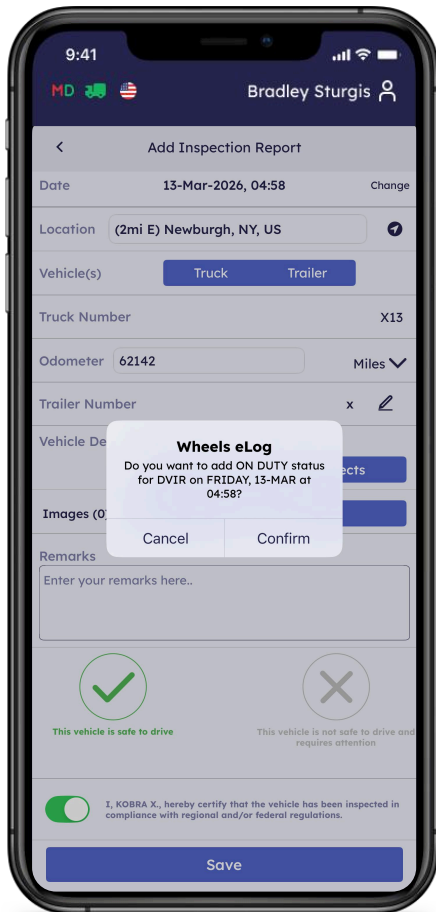 9:41
MD Bradley Sturgis
Add Inspection Report
Date 13-Mar-2026, 04:58 Change
Location (2mi E) Newburgh, NY, US
Vehicle(s) Truck Trailer
Truck Number X13
Odometer 62142 Miles
Trailer Number x
Vehicle De
ects
Wheels eLog
Do you want to add ON DUTY status
for DVIR on FRIDAY, 13-MAR at
04:58?
Images (0)
Cancel Confirm
Remarks
Enter your remarks here..
This vehicle is safe to drive
This vehicle is not safe to drive and
requires attention
I, KOBRA X., hereby certify that the vehicle has been inspected in
compliance with regional and/or federal regulations.
Save